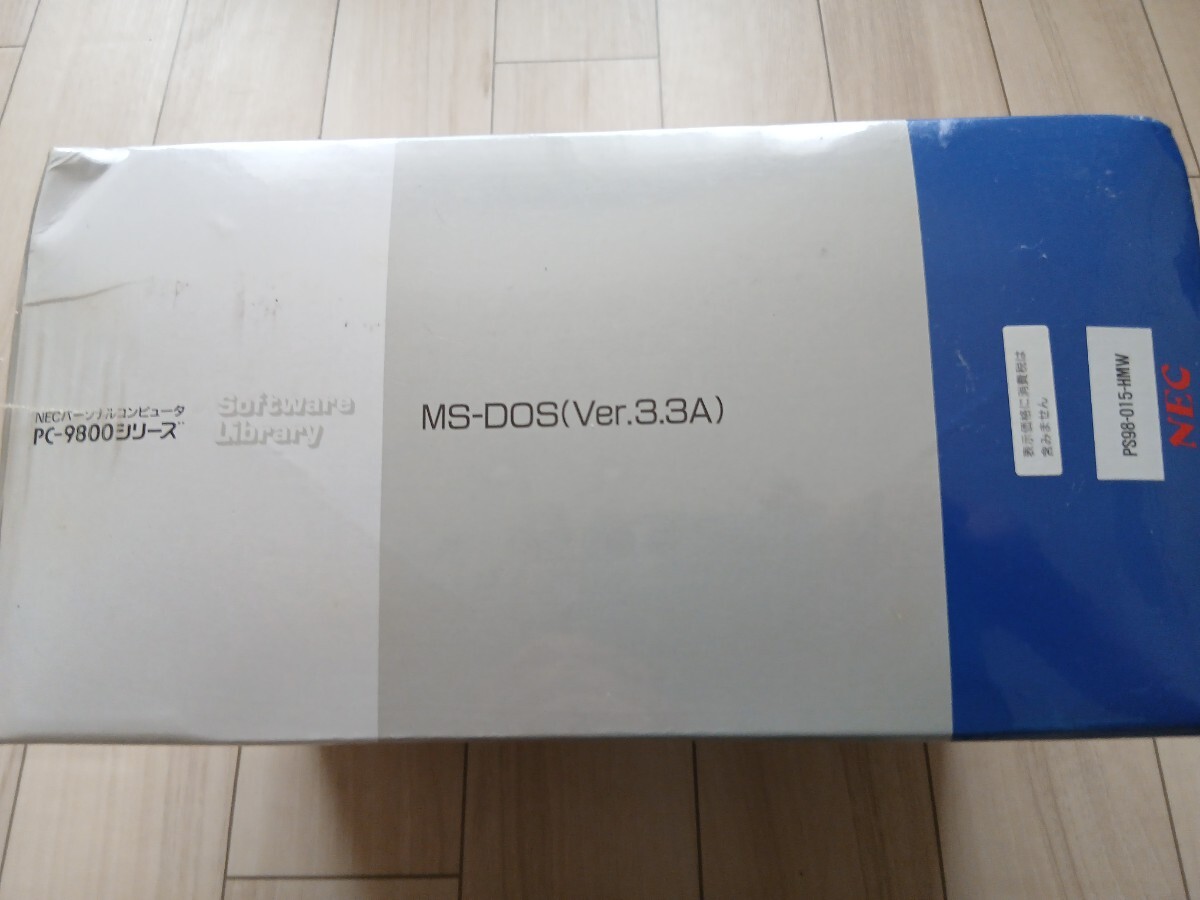 NECパーソナルコンピュータ
PC-9800シリーズ
Software
Library
MS-DOS(Ver.3.3A)
表示価格に消費税は
含みません
PS98-015-HMW
NEC